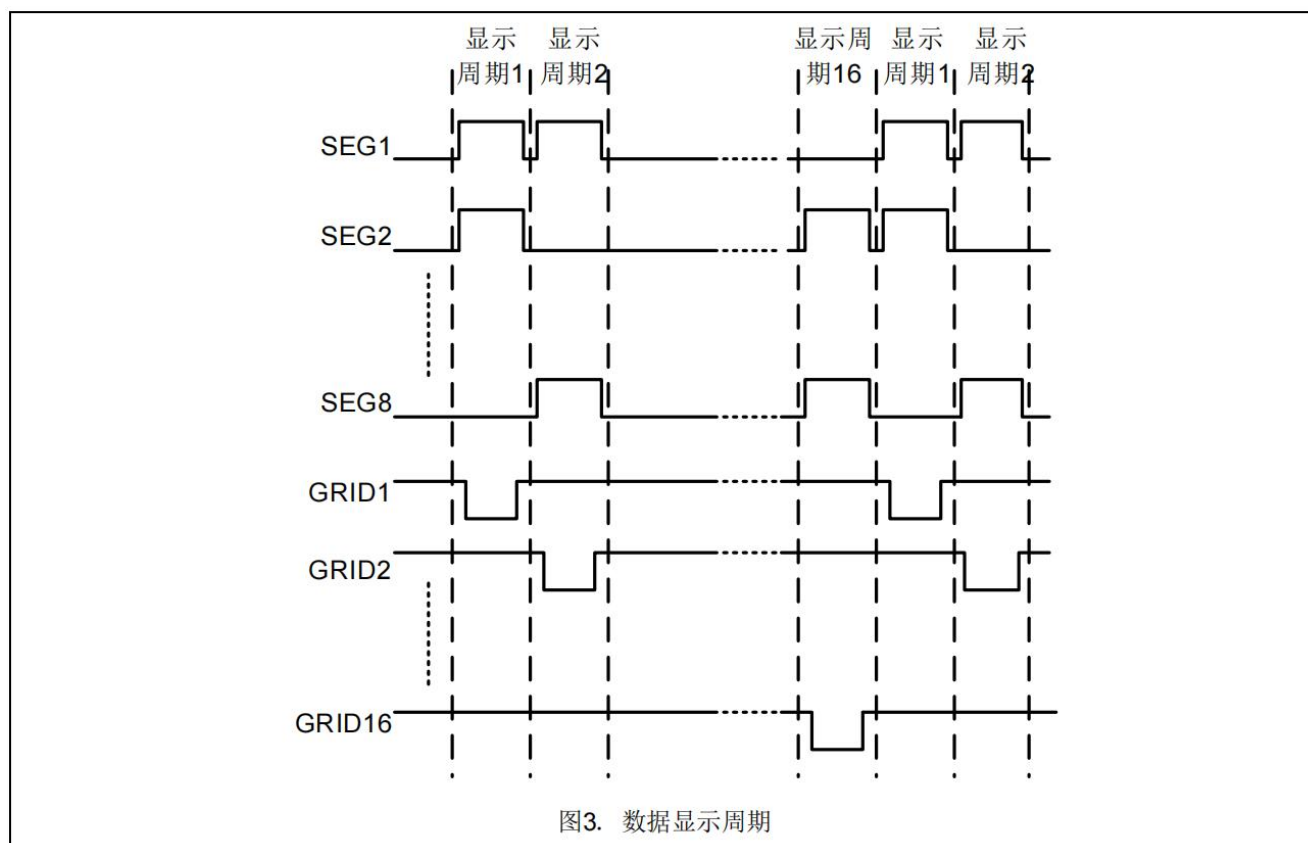 显示 显示 显示周 显示 显示
周期1 周期2 期16 周期1 周期2
SEG1
SEG2
SEG8
GRID1
GRID2
GRID16
图3. 数据显示周期